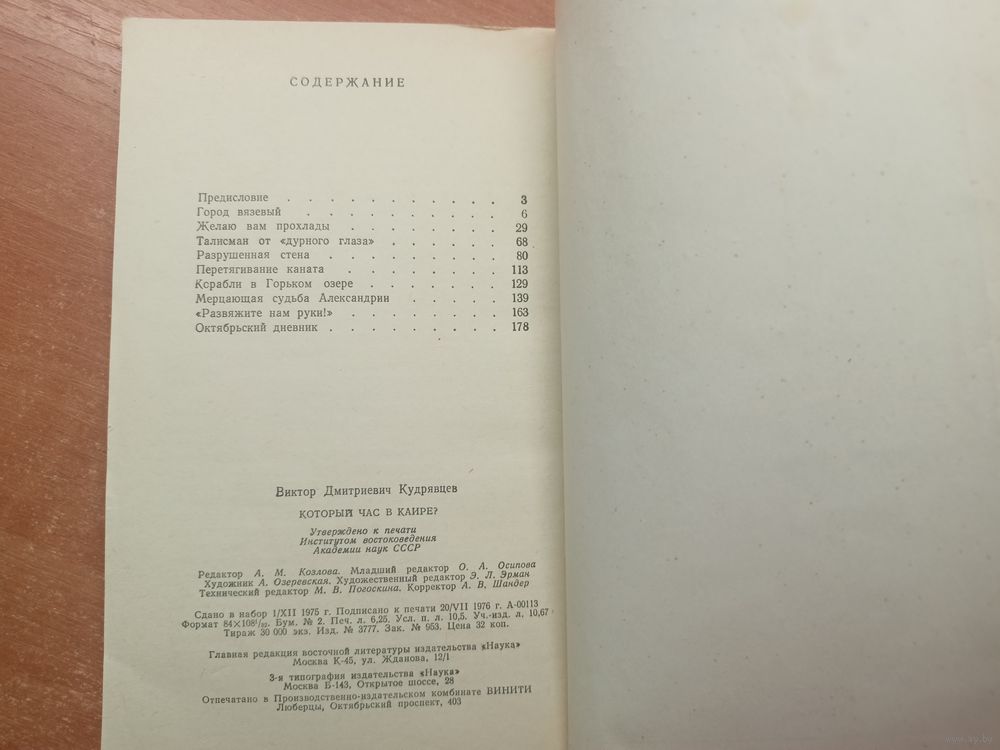 СОДЕРЖАНИЕ
Предисловие . . . . . . . . . . . 3
Город вязевый . . . . . . . . . . 6
Желаю вам прохлады . . . . . . . . 29
Талисман от «дурного глаза» . . . . . . 68
Разрушенная стена . . . . . . . . . 80
Перетягивание каната . . . . . . . . 113
Корабли в Горьком озере . . . . . . . 129
Мерцающая судьба Александрии . . . . . 139
«Развяжите нам руки!» . . . . . . . . 163
Октябрьский дневник . . . . . . . . . 178
Виктор Дмитриевич Кудрявцев
КОТОРЫЙ ЧАС В КАИРЕ?
Утверждено к печати
Институтом востоковедения
Академии наук СССР
Редактор А. М. Козлова. Младший редактор О. А. Осипова
Художник А. Озеревская. Художественный редактор Э. Л. Эрман
Технический редактор М. В. Погоскина. Корректор А. В. Шандер
Сдано в набор 1/XII 1975 г. Подписано к печати 20/VII 1976 г. А-00113
Формат 84×108¹/₃₂. Бум. № 2. Печ. л. 6,25. Усл. п. л. 10,5. Уч.-изд. л. 10,67
Тираж 30 000 экз. Изд. № 3777. Зак. № 953. Цена 32 коп.
Главная редакция восточной литературы издательства «Наука»
Москва К-45, ул. Жданова, 12/1
3-я типография издательства «Наука»
Москва Б-143, Открытое шоссе, 28
Отпечатано в Производственно-издательском комбинате ВИНИТИ
Люберцы, Октябрьский проспект, 403
www.ay.by